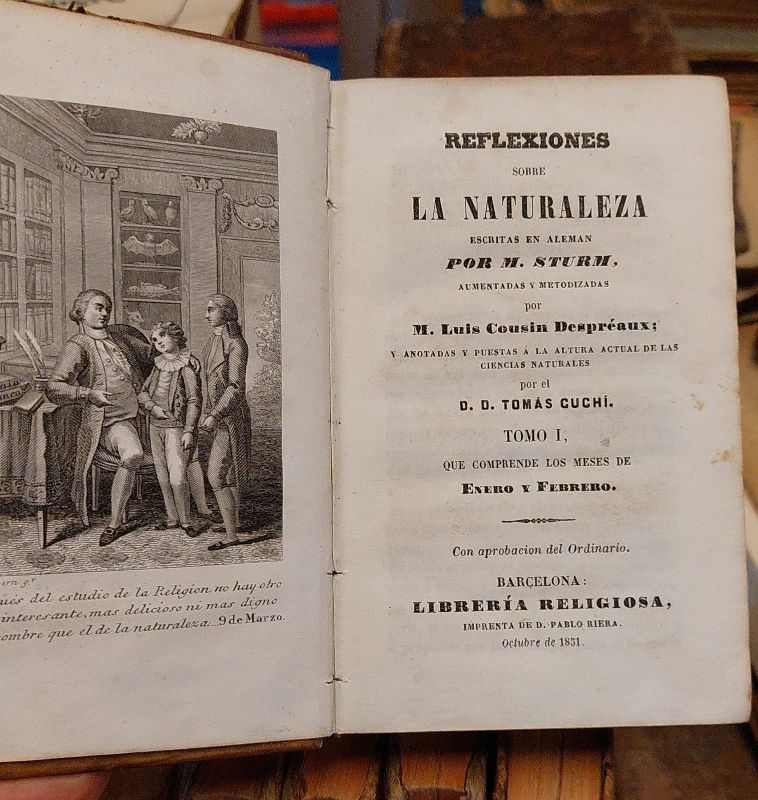 ern g.r
ués del estudio de la Religion no hay otro
interesante, mas delicioso ni mas digno
ombre que el de la naturaleza... 9 de Marzo.
REFLEXIONES
SOBRE
LA NATURALEZA
ESCRITAS EN ALEMAN
POR M. STURM,
AUMENTADAS Y METODIZADAS
por
M. Luis Cousin Despréaux;
Y ANOTADAS Y PUESTAS Á LA ALTURA ACTUAL DE LAS
CIENCIAS NATURALES
por el
D. D. TOMÁS CUCHÍ.
TOMO I,
QUE COMPRENDE LOS MESES DE
ENERO Y FEBRERO.
Con aprobacion del Ordinario.
BARCELONA:
LIBRERÍA RELIGIOSA,
IMPRENTA DE D. PABLO RIERA.
Octubre de 1851.